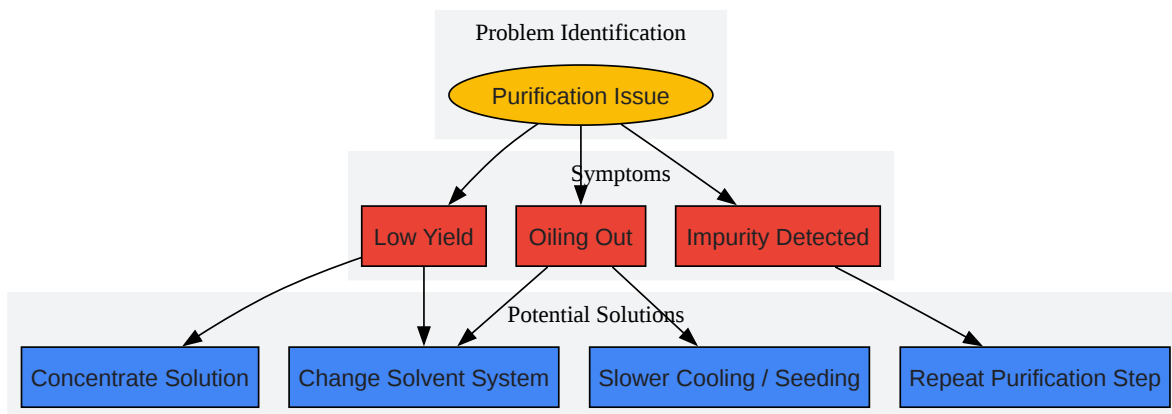 Problem Identification
Purification Issue
Symptoms
Low Yield
Oiling Out
Impurity Detected
Potential Solutions
Concentrate Solution
Change Solvent System
Slower Cooling / Seeding
Repeat Purification Step